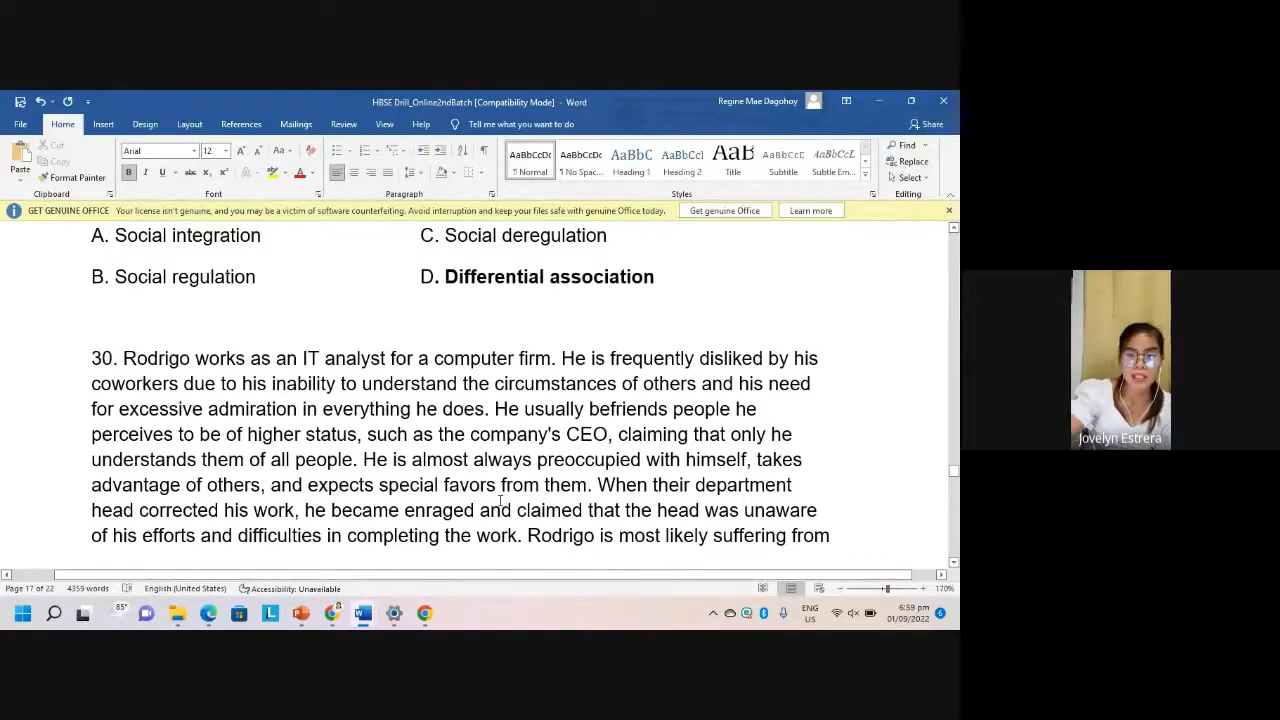 HBSE Drill_Online2ndBatch [Compatibility Mode] - Word
Regine Mae Dagohoy
File Home Insert Design Layout References Mailings Review View Help Tell me what you want to do Share
Cut
Copy
Paste
Format Painter
Clipboard
Arial 12
Font
Paragraph
AaBbCcDc AaBbCcDc AaBbC AaBbCcI AaB AaBbCcD AaBbCcL
¶ Normal ¶ No Spac... Heading 1 Heading 2 Title Subtitle Subtle Em...
Styles
Find
Replace
Select
Editing
GET GENUINE OFFICE Your license isn't genuine, and you may be a victim of software counterfeiting. Avoid interruption and keep your files safe with genuine Office today. Get genuine Office Learn more
A. Social integration C. Social deregulation
B. Social regulation D. Differential association
30. Rodrigo works as an IT analyst for a computer firm. He is frequently disliked by his
coworkers due to his inability to understand the circumstances of others and his need
for excessive admiration in everything he does. He usually befriends people he
perceives to be of higher status, such as the company's CEO, claiming that only he
understands them of all people. He is almost always preoccupied with himself, takes
advantage of others, and expects special favors from them. When their department
head corrected his work, he became enraged and claimed that the head was unaware
of his efforts and difficulties in completing the work. Rodrigo is most likely suffering from
Jovelyn Estrera
Page 17 of 22 4359 words English (United States) Accessibility: Unavailable 170%
85°
ENG
US
6:59 pm
01/09/2022
6